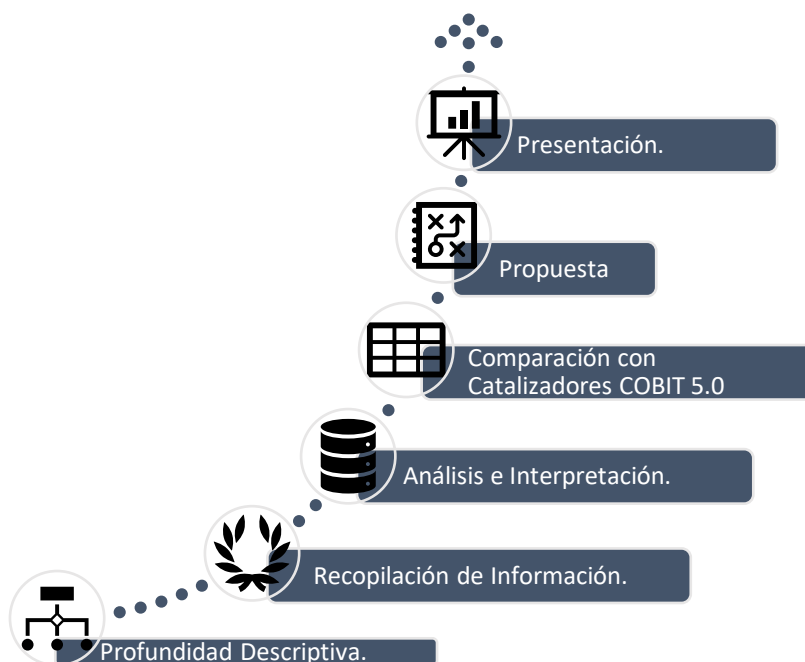 Presentación.
Propuesta
Comparación con
Catalizadores COBIT 5.0
Análisis e Interpretación.
Recopilación de Información.
Profundidad Descriptiva.